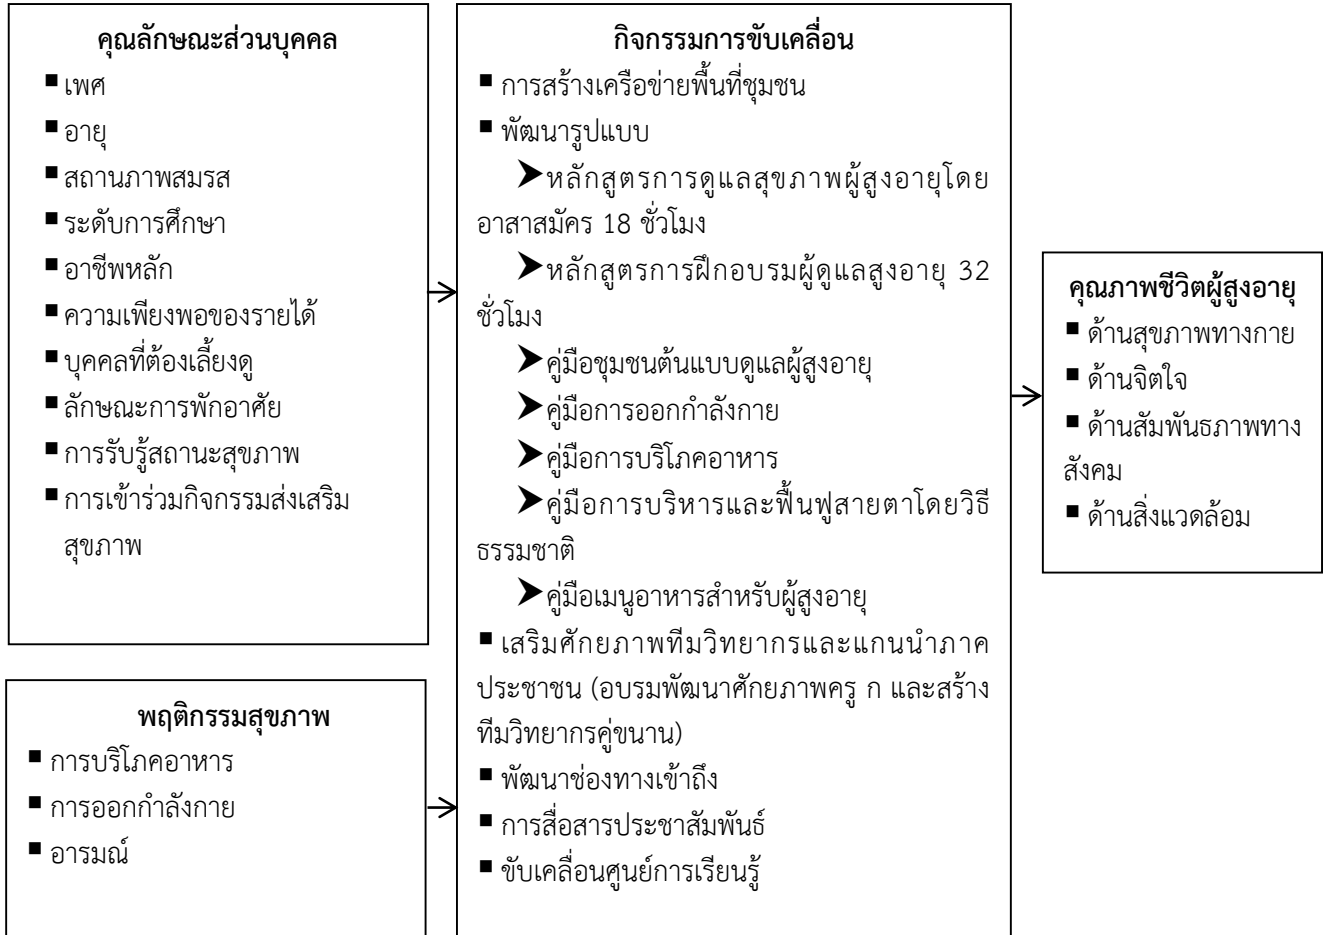 คุณลักษณะส่วนบุคคล
▪ เพศ
▪ อายุ
▪ สถานภาพสมรส
▪ ระดับการศึกษา
▪ อาชีพหลัก
▪ ความเพียงพอของรายได้
▪ บุคคลที่ต้องเลี้ยงดู
▪ ลักษณะการพักอาศัย
▪ การรับรู้สถานะสุขภาพ
▪ การเข้าร่วมกิจกรรมส่งเสริม
สุขภาพ
พฤติกรรมสุขภาพ
▪ การบริโภคอาหาร
▪ การออกกำลังกาย
▪ อารมณ์
กิจกรรมการขับเคลื่อน
▪ การสร้างเครือข่ายพื้นที่ชุมชน
▪ พัฒนารูปแบบ
➤หลักสูตรการดูแลสุขภาพผู้สูงอายุโดย
อาสาสมัคร 18 ชั่วโมง
➤หลักสูตรการฝึกอบรมผู้ดูแลสูงอายุ 32
ชั่วโมง
➤คู่มือชุมชนต้นแบบดูแลผู้สูงอายุ
➤คู่มือการออกกำลังกาย
➤คู่มือการบริโภคอาหาร
➤คู่มือการบริหารและฟื้นฟูสายตาโดยวิธี
ธรรมชาติ
➤คู่มือเมนูอาหารสำหรับผู้สูงอายุ
▪ เสริมศักยภาพทีมวิทยากรและแกนนำภาค
ประชาชน (อบรมพัฒนาศักยภาพครู ก และสร้าง
ทีมวิทยากรคู่ขนาน)
▪ พัฒนาช่องทางเข้าถึง
▪ การสื่อสารประชาสัมพันธ์
▪ ขับเคลื่อนศูนย์การเรียนรู้
คุณภาพชีวิตผู้สูงอายุ
▪ ด้านสุขภาพทางกาย
▪ ด้านจิตใจ
▪ ด้านสัมพันธภาพทาง
สังคม
▪ ด้านสิ่งแวดล้อม